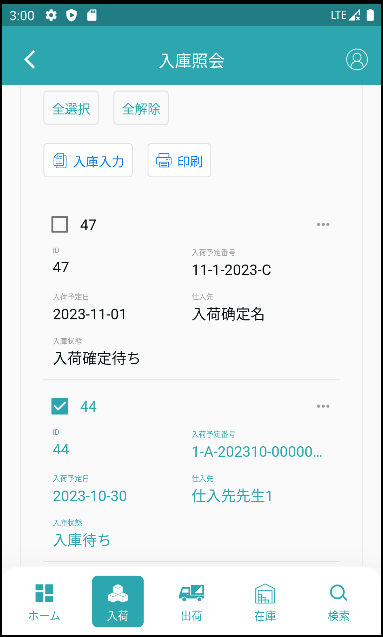 3:00 LTE
入庫照会
全選択 全解除
入庫入力 印刷
47
ID 入荷予定番号
47 11-1-2023-C
入荷予定日 仕入先
2023-11-01 入荷确定名
入庫状態
入荷確定待ち
44
ID 入荷予定番号
44 1-A-202310-00000...
入荷予定日 仕入先
2023-10-30 仕入先先生1
入庫状態
入庫待ち
ホーム 入荷 出荷 在庫 検索